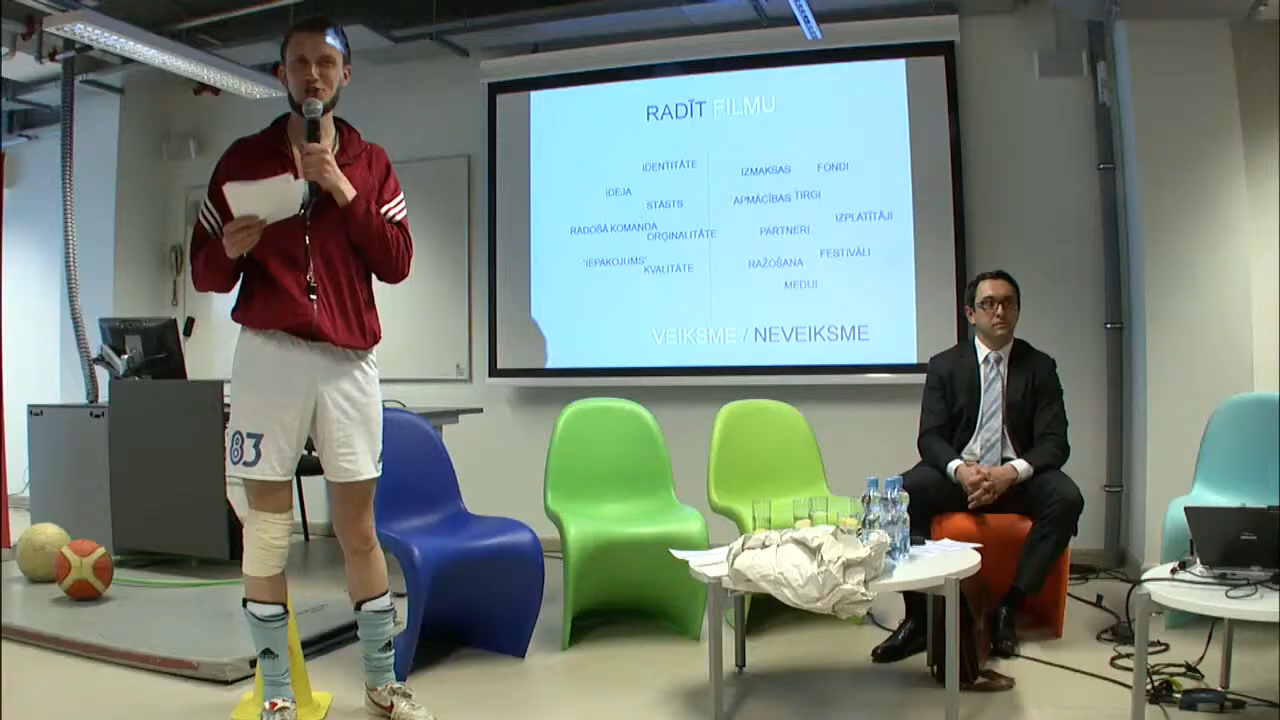 RADĪT FILMU
IDENTITĀTE
IDEJA
STĀSTS
RADOŠĀ KOMANDA
ORĢINALITĀTE
"IEPAKOJUMS"
KVALITĀTE
IZMAKSAS
FONDI
APMĀCĪBAS
TIRGI
IZPLATĪTĀJI
PARTNERI
FESTIVĀLI
RAŽOŠANA
MEDIJI
VEIKSME / NEVEIKSME
83